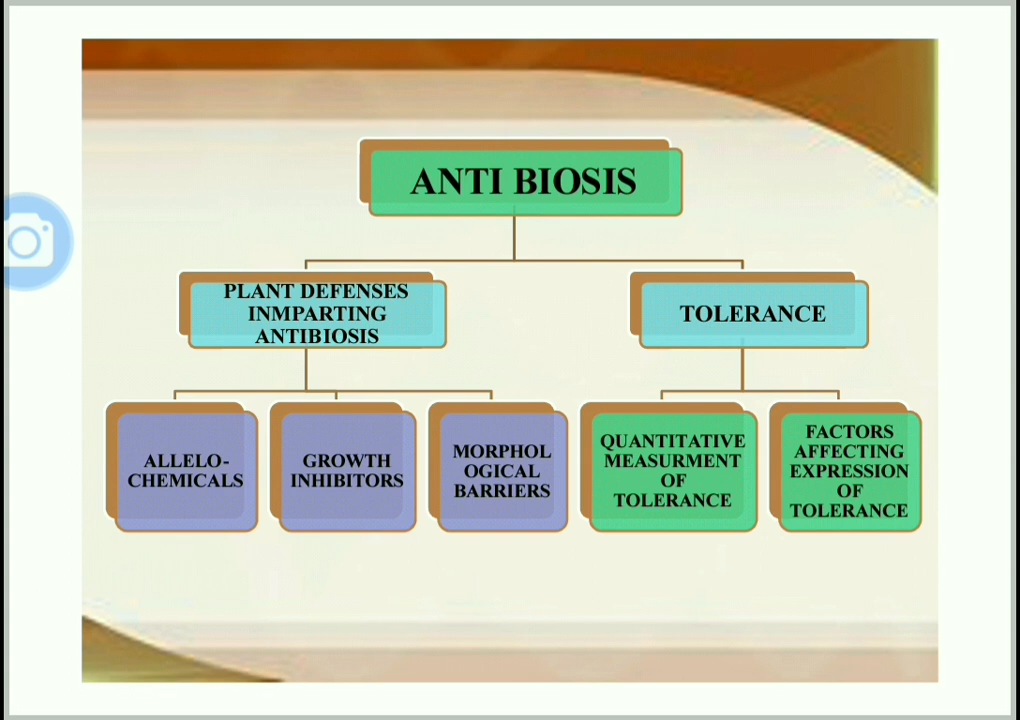 ANTI BIOSIS
PLANT DEFENSES
INMPARTING
ANTIBIOSIS
TOLERANCE
ALLELO-
CHEMICALS
GROWTH
INHIBITORS
MORPHOL
OGICAL
BARRIERS
QUANTITATIVE
MEASURMENT
OF
TOLERANCE
FACTORS
AFFECTING
EXPRESSION
OF
TOLERANCE